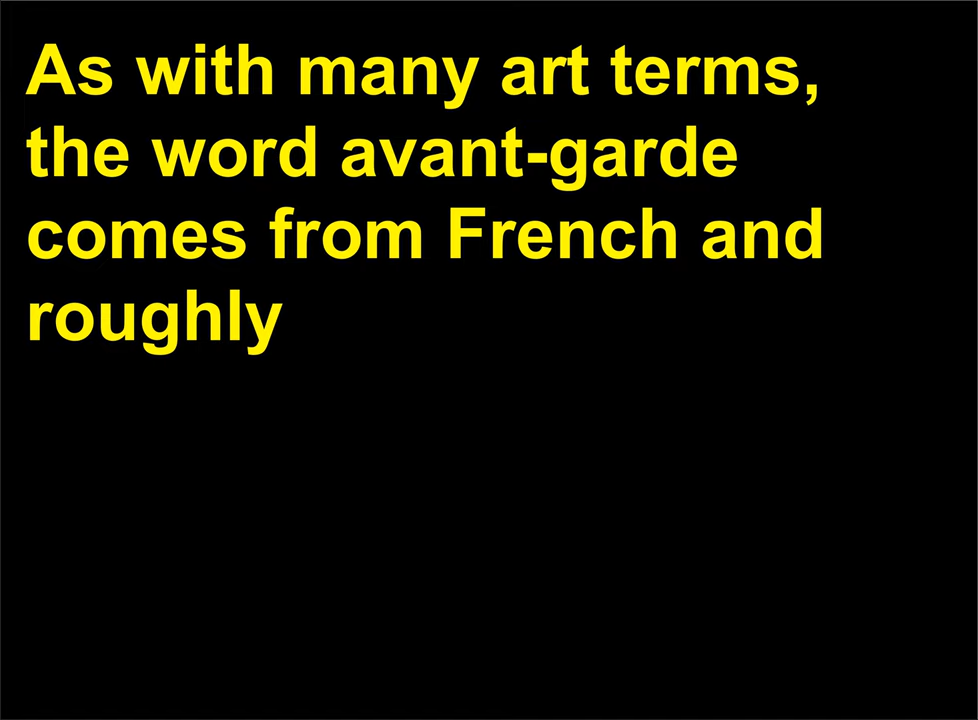 As with many art terms,
the word avant-garde
comes from French and
roughly